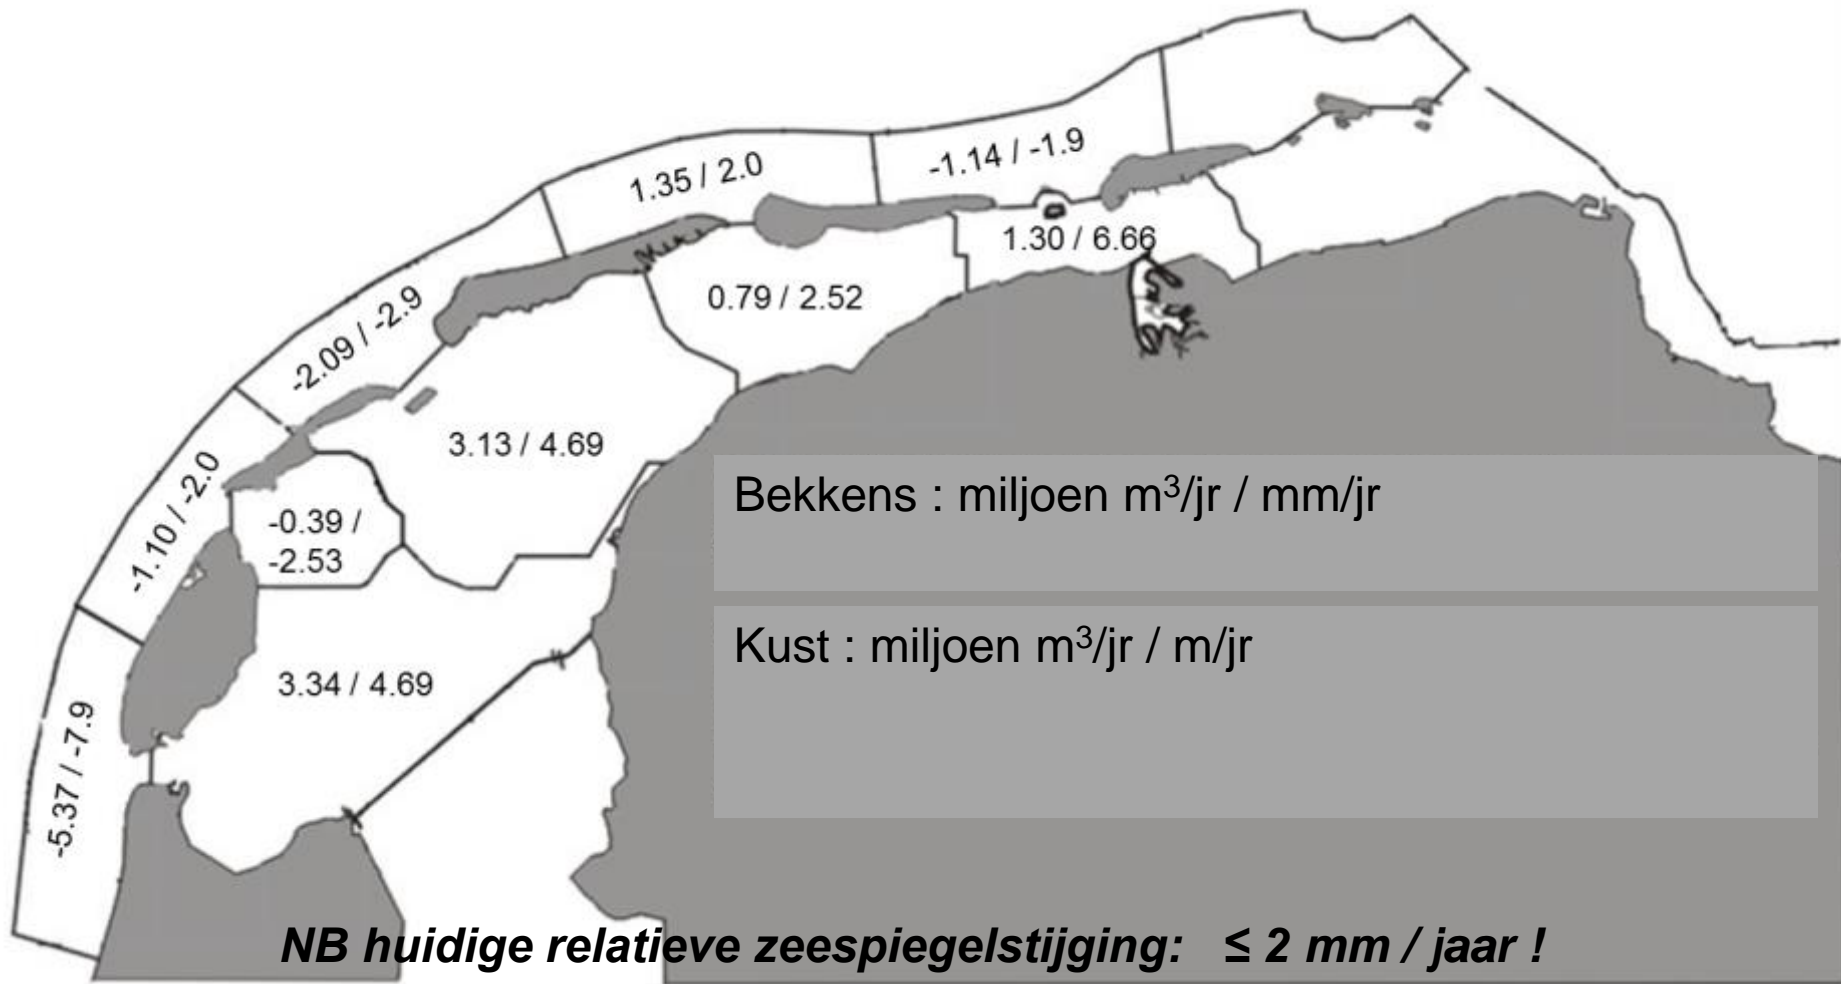 -1.14 / -1.9
1.35 / 2.0
1.30 / 6.66
0.79 / 2.52
-2.09 / -2.9
3.13 / 4.69
-1.10 / -2.0
-0.39 /
-2.53
3.34 / 4.69
-5.37 / -7.9
Bekkens : miljoen m³/jr / mm/jr
Kust : miljoen m³/jr / m/jr
NB huidige relatieve zeespiegelstijging: ≤ 2 mm / jaar !